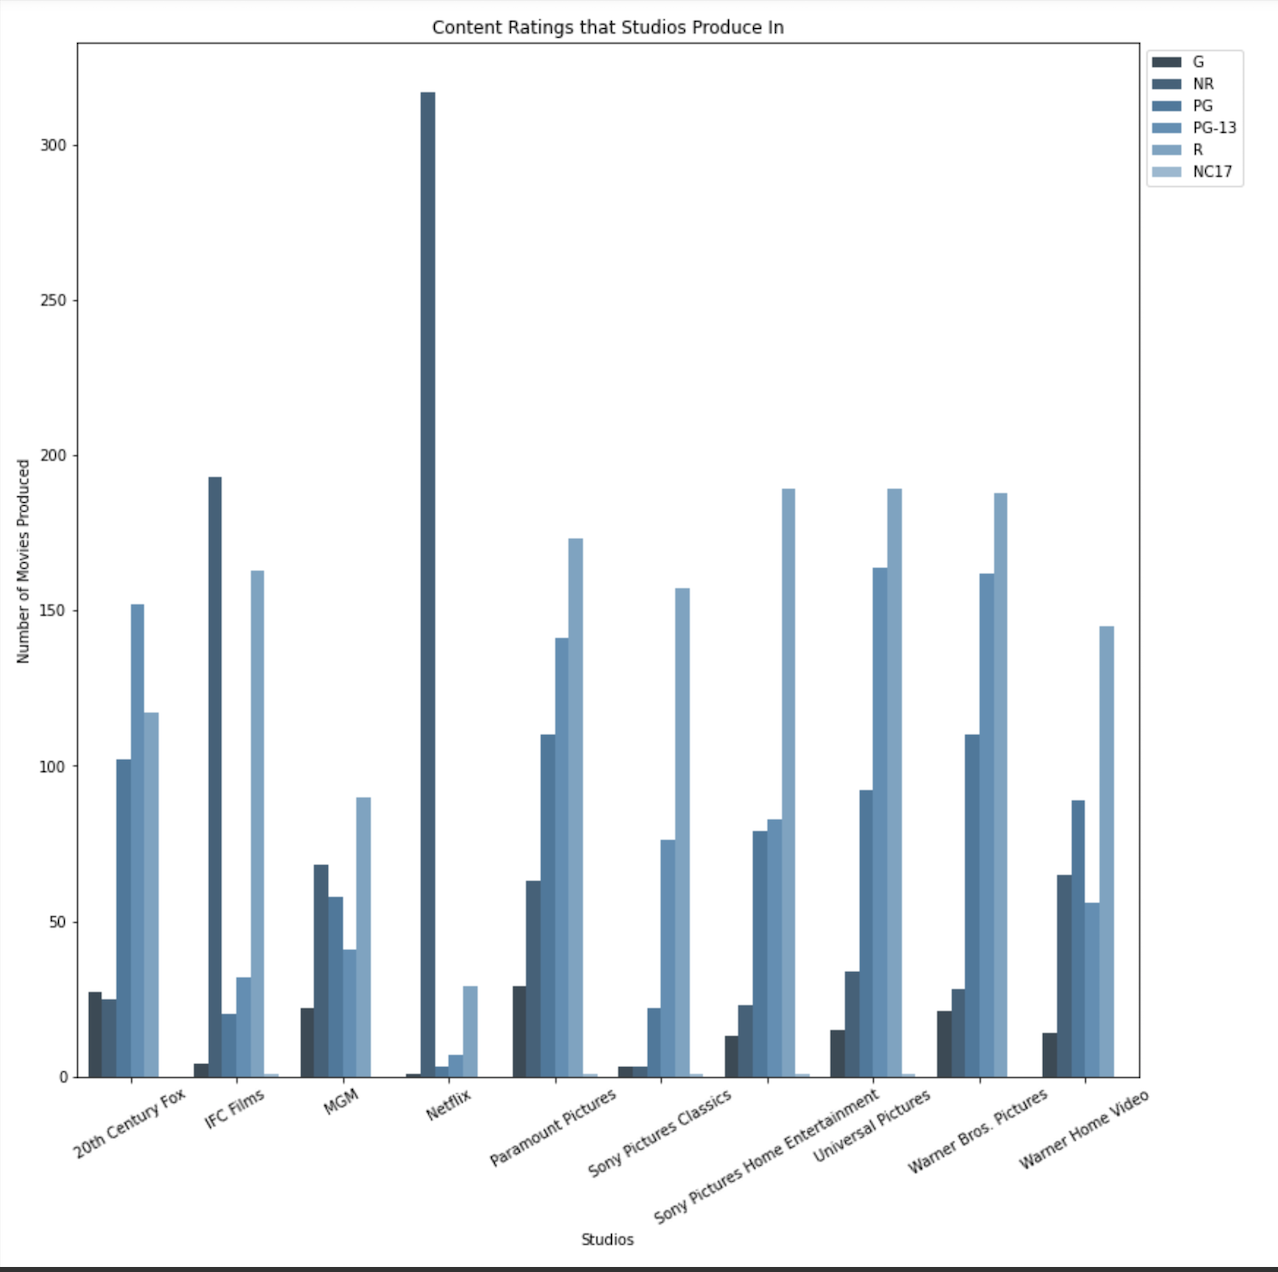 Content Ratings that Studios Produce In
G
NR
PG
PG-13
R
NC17
300
250
200
150
100
50
0
Number of Movies Produced
20th Century Fox
IFC Films
MGM
Netflix
Paramount Pictures
Sony Pictures Classics
Sony Pictures Home Entertainment
Universal Pictures
Warner Bros. Pictures
Warner Home Video
Studios